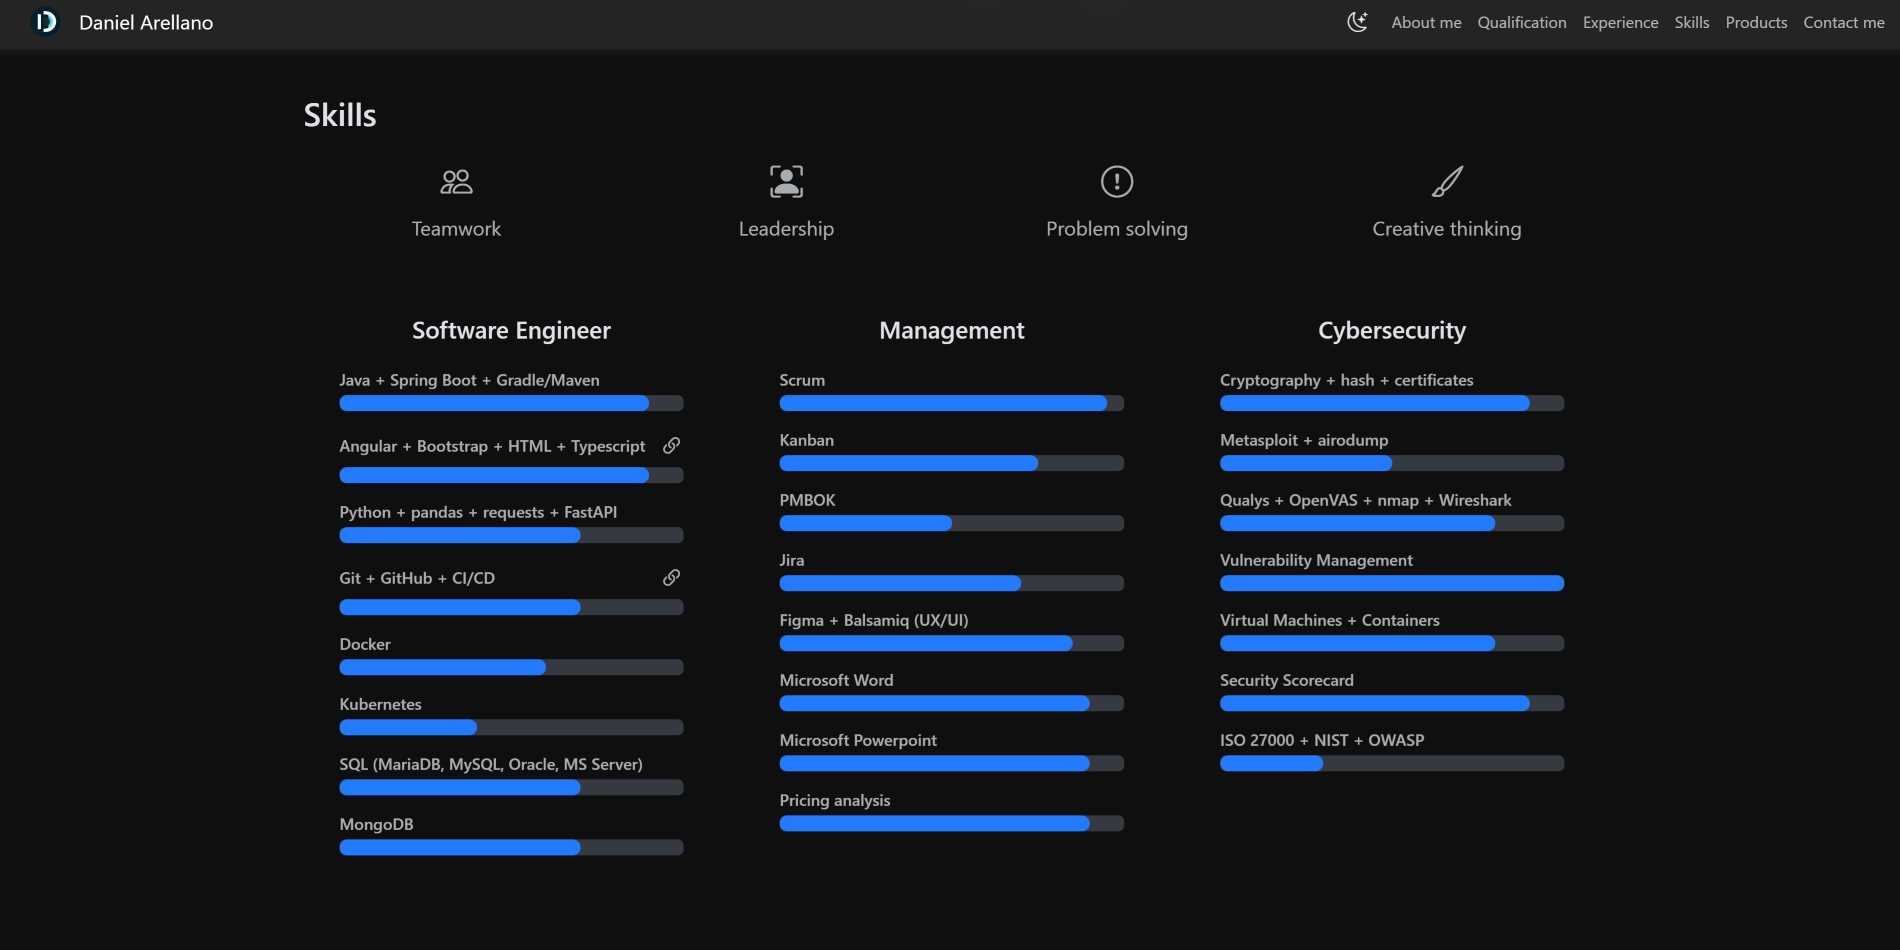 Daniel Arellano
About me
Qualification
Experience
Skills
Products
Contact me
Skills
Teamwork
Leadership
Problem solving
Creative thinking
Software Engineer
Java + Spring Boot + Gradle/Maven
Angular + Bootstrap + HTML + Typescript
Python + pandas + requests + FastAPI
Git + GitHub + CI/CD
Docker
Kubernetes
SQL (MariaDB, MySQL, Oracle, MS Server)
MongoDB
Management
Scrum
Kanban
PMBOK
Jira
Figma + Balsamiq (UX/UI)
Microsoft Word
Microsoft Powerpoint
Pricing analysis
Cybersecurity
Cryptography + hash + certificates
Metasploit + airodump
Qualys + OpenVAS + nmap + Wireshark
Vulnerability Management
Virtual Machines + Containers
Security Scorecard
ISO 27000 + NIST + OWASP